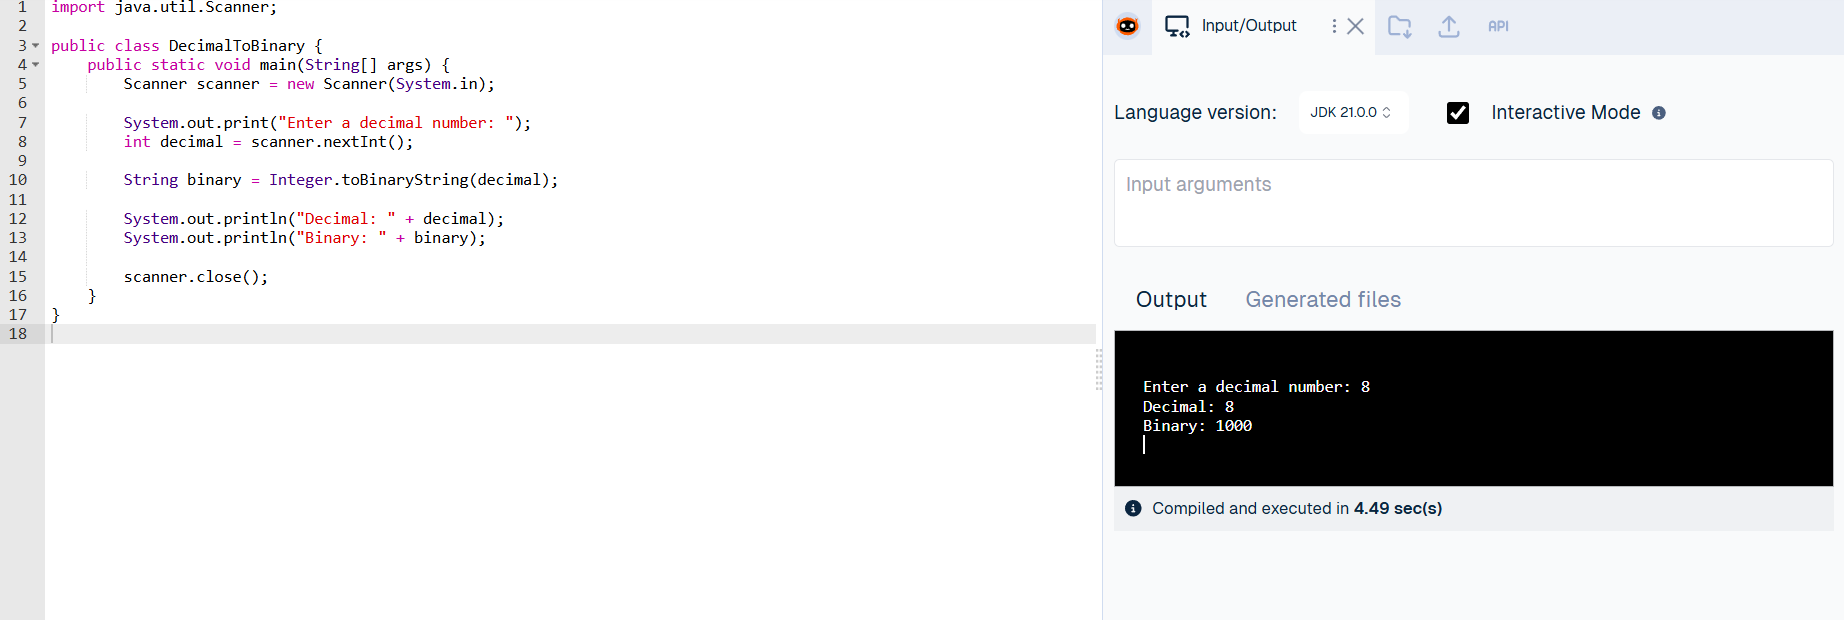 1 import java.util.Scanner;
2
3 public class DecimalToBinary {
4     public static void main(String[] args) {
5         Scanner scanner = new Scanner(System.in);
6
7         System.out.print("Enter a decimal number: ");
8         int decimal = scanner.nextInt();
9
10         String binary = Integer.toBinaryString(decimal);
11
12         System.out.println("Decimal: " + decimal);
13         System.out.println("Binary: " + binary);
14
15         scanner.close();
16     }
17 }
18
Input/Output
API
Language version: JDK 21.0.0 Interactive Mode
Input arguments
Output Generated files
Enter a decimal number: 8
Decimal: 8
Binary: 1000
Compiled and executed in 4.49 sec(s)